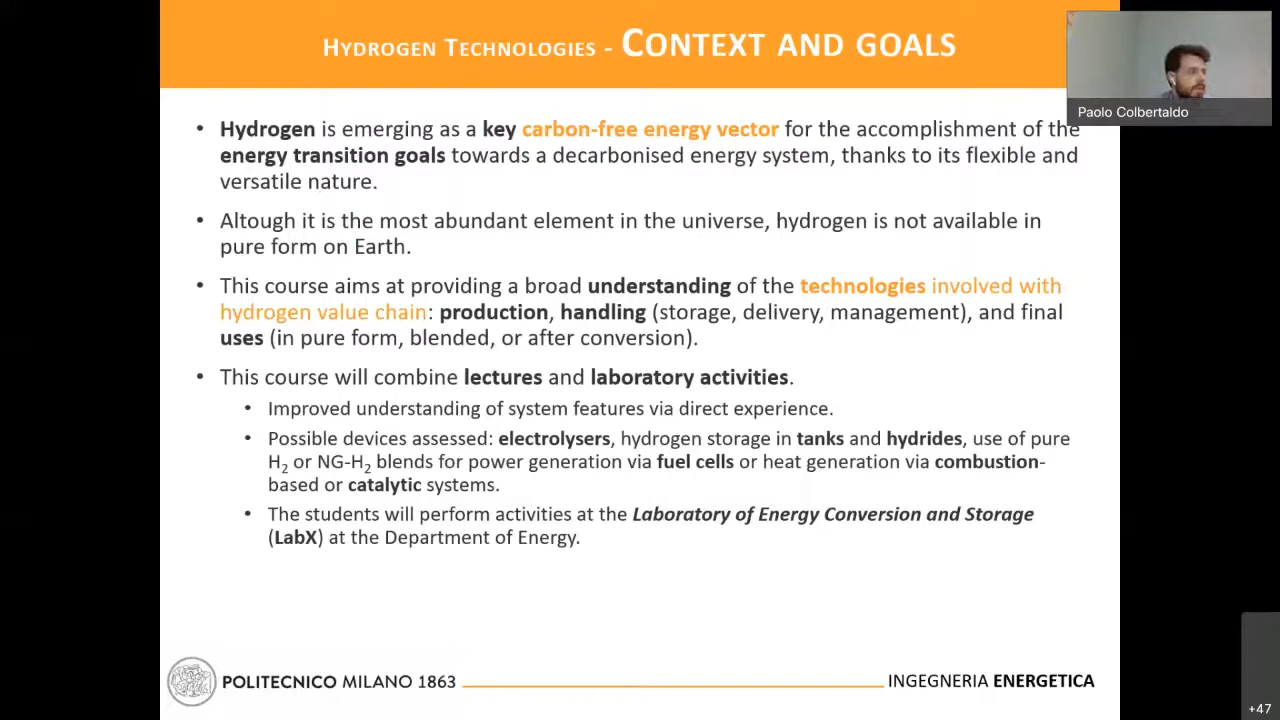 HYDROGEN TECHNOLOGIES - CONTEXT AND GOALS
Paolo Colbertaldo
• Hydrogen is emerging as a key carbon-free energy vector for the accomplishment of the
energy transition goals towards a decarbonised energy system, thanks to its flexible and
versatile nature.
• Altough it is the most abundant element in the universe, hydrogen is not available in
pure form on Earth.
• This course aims at providing a broad understanding of the technologies involved with
hydrogen value chain: production, handling (storage, delivery, management), and final
uses (in pure form, blended, or after conversion).
• This course will combine lectures and laboratory activities.
• Improved understanding of system features via direct experience.
• Possible devices assessed: electrolysers, hydrogen storage in tanks and hydrides, use of pure
H₂ or NG-H₂ blends for power generation via fuel cells or heat generation via combustion-
based or catalytic systems.
• The students will perform activities at the Laboratory of Energy Conversion and Storage
(LabX) at the Department of Energy.
POLITECNICO MILANO 1863
INGEGNERIA ENERGETICA
+47